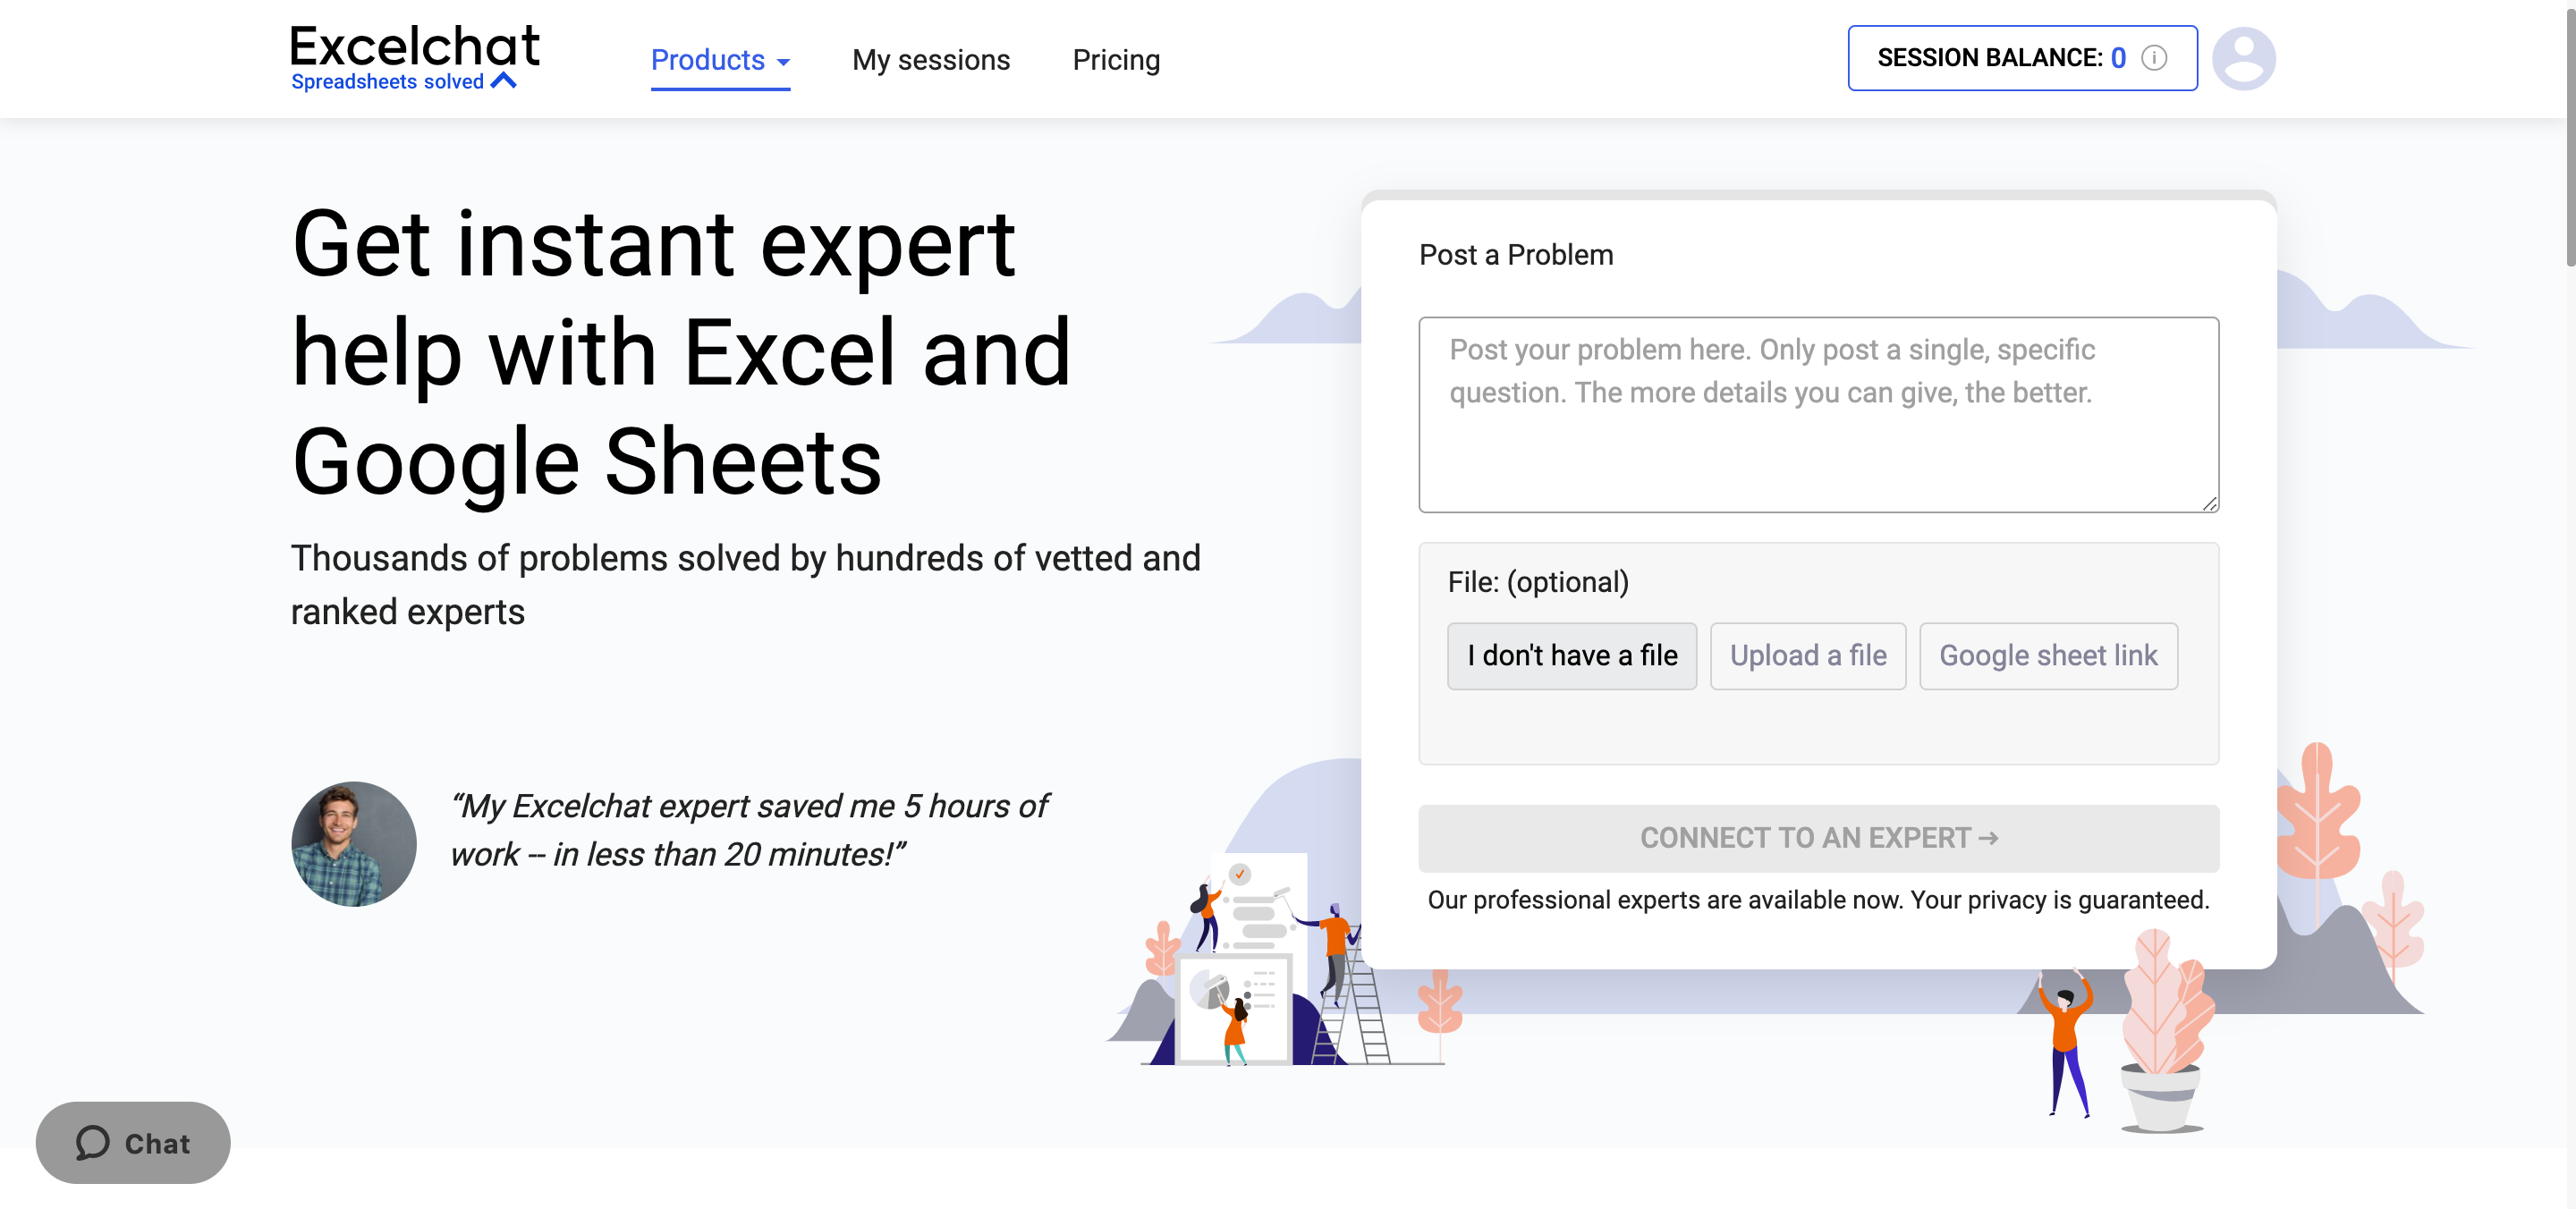 Excelchat
Spreadsheets solved
Products
My sessions
Pricing
SESSION BALANCE: 0
Get instant expert
help with Excel and
Google Sheets
Thousands of problems solved by hundreds of vetted and
ranked experts
“My Excelchat expert saved me 5 hours of
work -- in less than 20 minutes!”
Post a Problem
Post your problem here. Only post a single, specific
question. The more details you can give, the better.
File: (optional)
I don't have a file
Upload a file
Google sheet link
CONNECT TO AN EXPERT →
Our professional experts are available now. Your privacy is guaranteed.
Chat